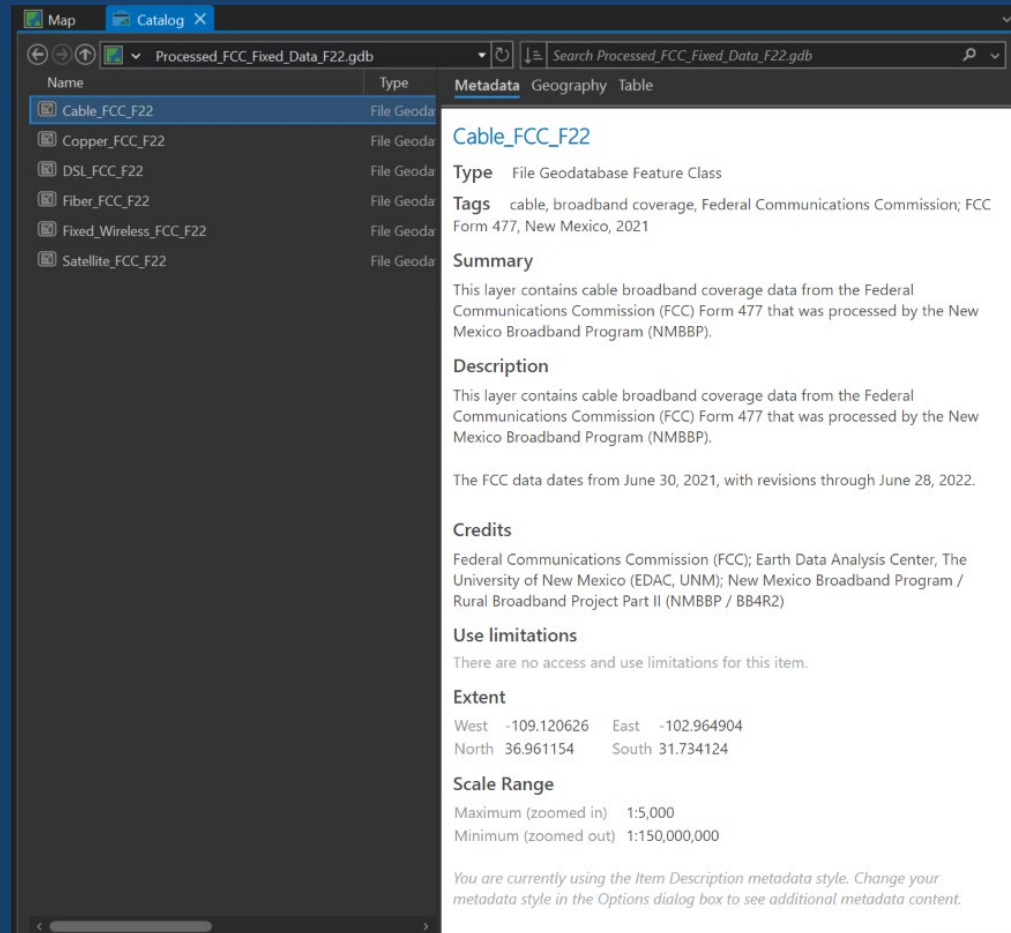 Map Catalog
Processed_FCC_Fixed_Data_F22.gdb Search Processed_FCC_Fixed_Data_F22.gdb
Name Type
Cable_FCC_F22 File Geoda
Copper_FCC_F22 File Geoda
DSL_FCC_F22 File Geoda
Fiber_FCC_F22 File Geoda
Fixed_Wireless_FCC_F22 File Geoda
Satellite_FCC_F22 File Geoda
Metadata Geography Table
Cable_FCC_F22
Type File Geodatabase Feature Class
Tags cable, broadband coverage, Federal Communications Commission; FCC
Form 477, New Mexico, 2021
Summary
This layer contains cable broadband coverage data from the Federal
Communications Commission (FCC) Form 477 that was processed by the New
Mexico Broadband Program (NMBBP).
Description
This layer contains cable broadband coverage data from the Federal
Communications Commission (FCC) Form 477 that was processed by the New
Mexico Broadband Program (NMBBP).
The FCC data dates from June 30, 2021, with revisions through June 28, 2022.
Credits
Federal Communications Commission (FCC); Earth Data Analysis Center, The
University of New Mexico (EDAC, UNM); New Mexico Broadband Program /
Rural Broadband Project Part II (NMBBP / BB4R2)
Use limitations
There are no access and use limitations for this item.
Extent
West -109.120626 East -102.964904
North 36.961154 South 31.734124
Scale Range
Maximum (zoomed in) 1:5,000
Minimum (zoomed out) 1:150,000,000
You are currently using the Item Description metadata style. Change your
metadata style in the Options dialog box to see additional metadata content.